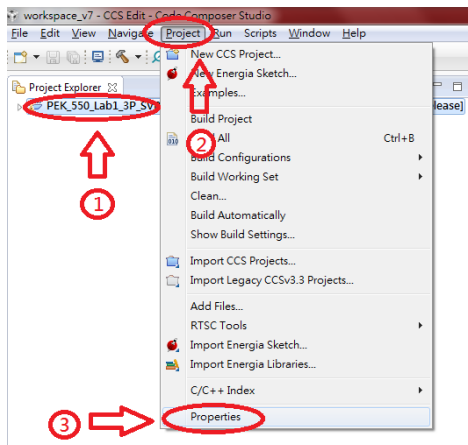 workspace_v7 - CCS Edit - Code Composer Studio
File Edit View Navigate Project Run Scripts Window Help
New CCS Project...
New Energia Sketch...
Examples...
Build Project
All Ctrl+B
Build Configurations
Build Working Set
Clean...
Build Automatically
Show Build Settings...
Import CCS Projects...
Import Legacy CCSv3.3 Projects...
Add Files...
RTSC Tools
Import Energia Sketch...
Import Energia Libraries...
C/C++ Index
Properties
Project Explorer
PEK_550_Lab1_3P_SV
lease]
1
2
3